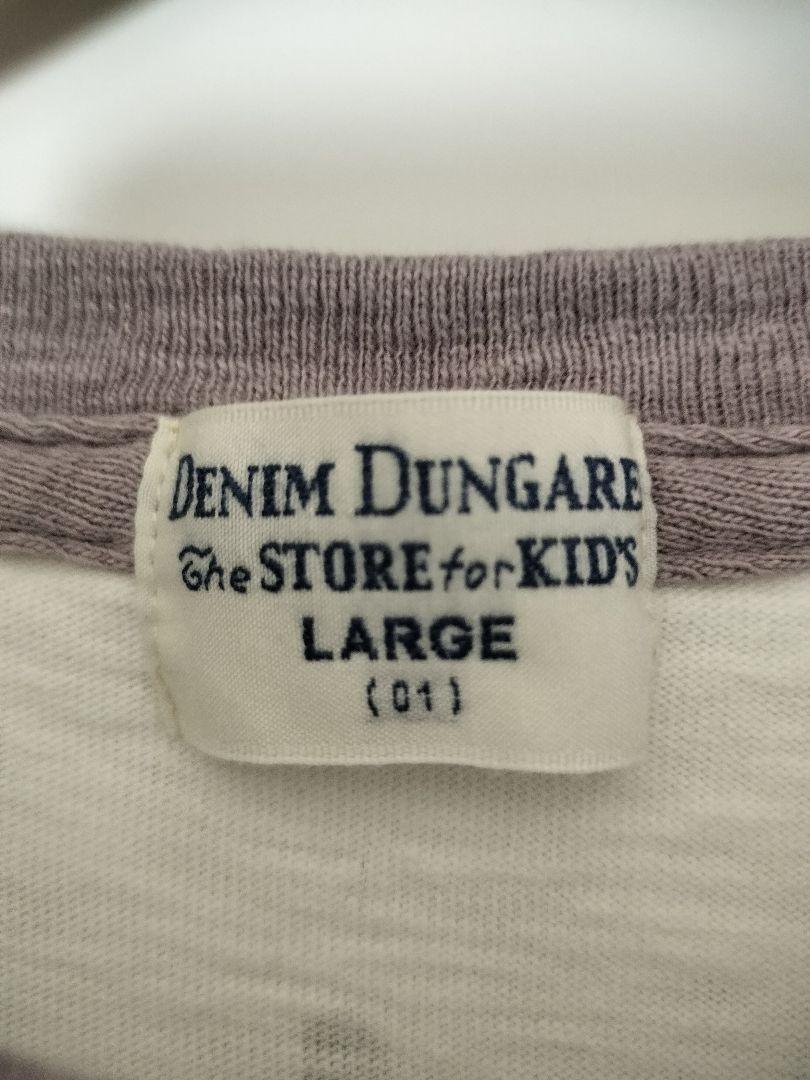 DENIM DUNGARE
The STORE for KID'S
LARGE
(01)